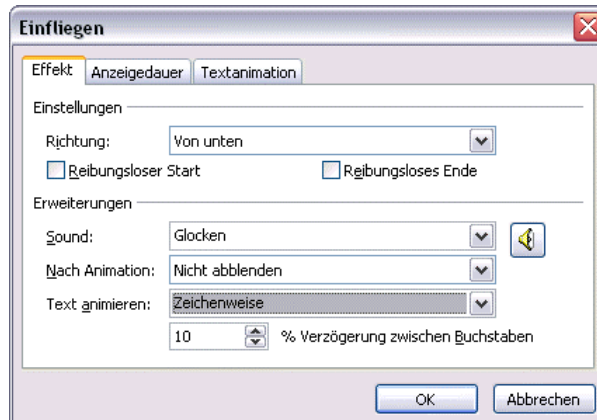 Einfliegen
Effekt Anzeigedauer Textanimation
Einstellungen
Richtung: Von unten
Reibungsloser Start Reibungsloses Ende
Erweiterungen
Sound: Glocken
Nach Animation: Nicht abblenden
Text animieren: Zeichenweise
10 % Verzögerung zwischen Buchstaben
OK Abbrechen